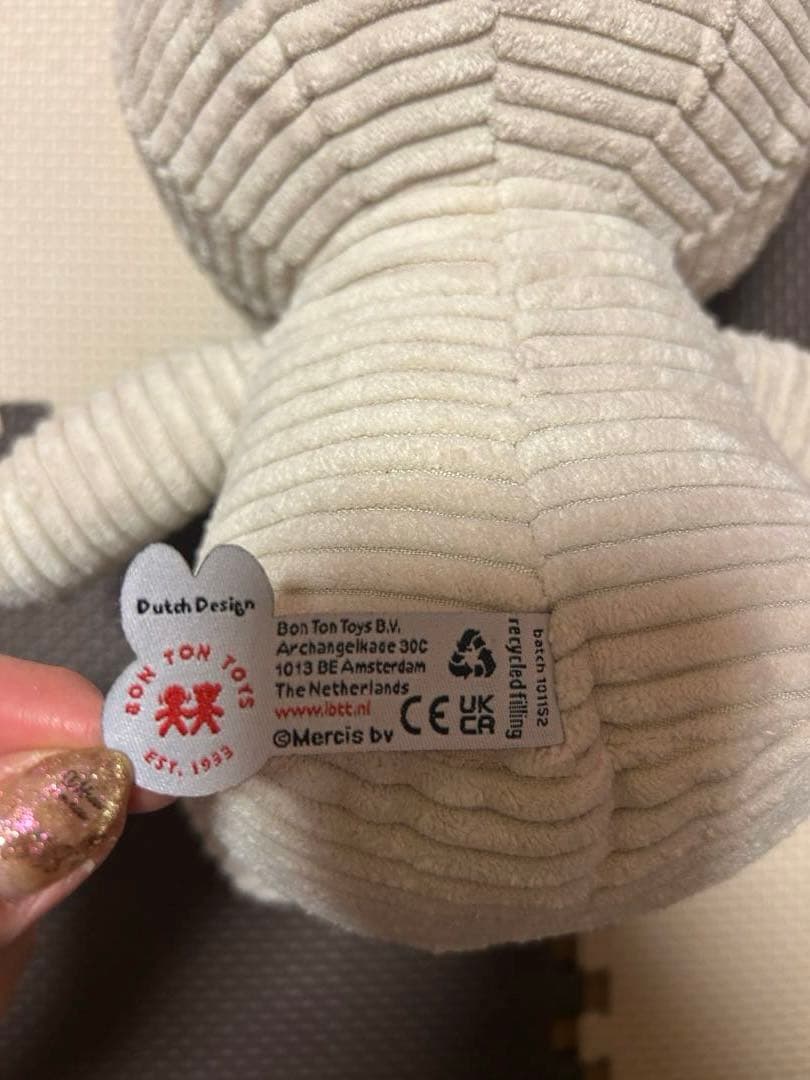 Dutch Design
BON TON TOYS
EST. 1933
Bon Ton Toys B.V.
Archangelkade 30C
1013 BE Amsterdam
The Netherlands
www.lbtt.nl
©Mercis bv
CE
UK
CA
recycled filling
batch 101152